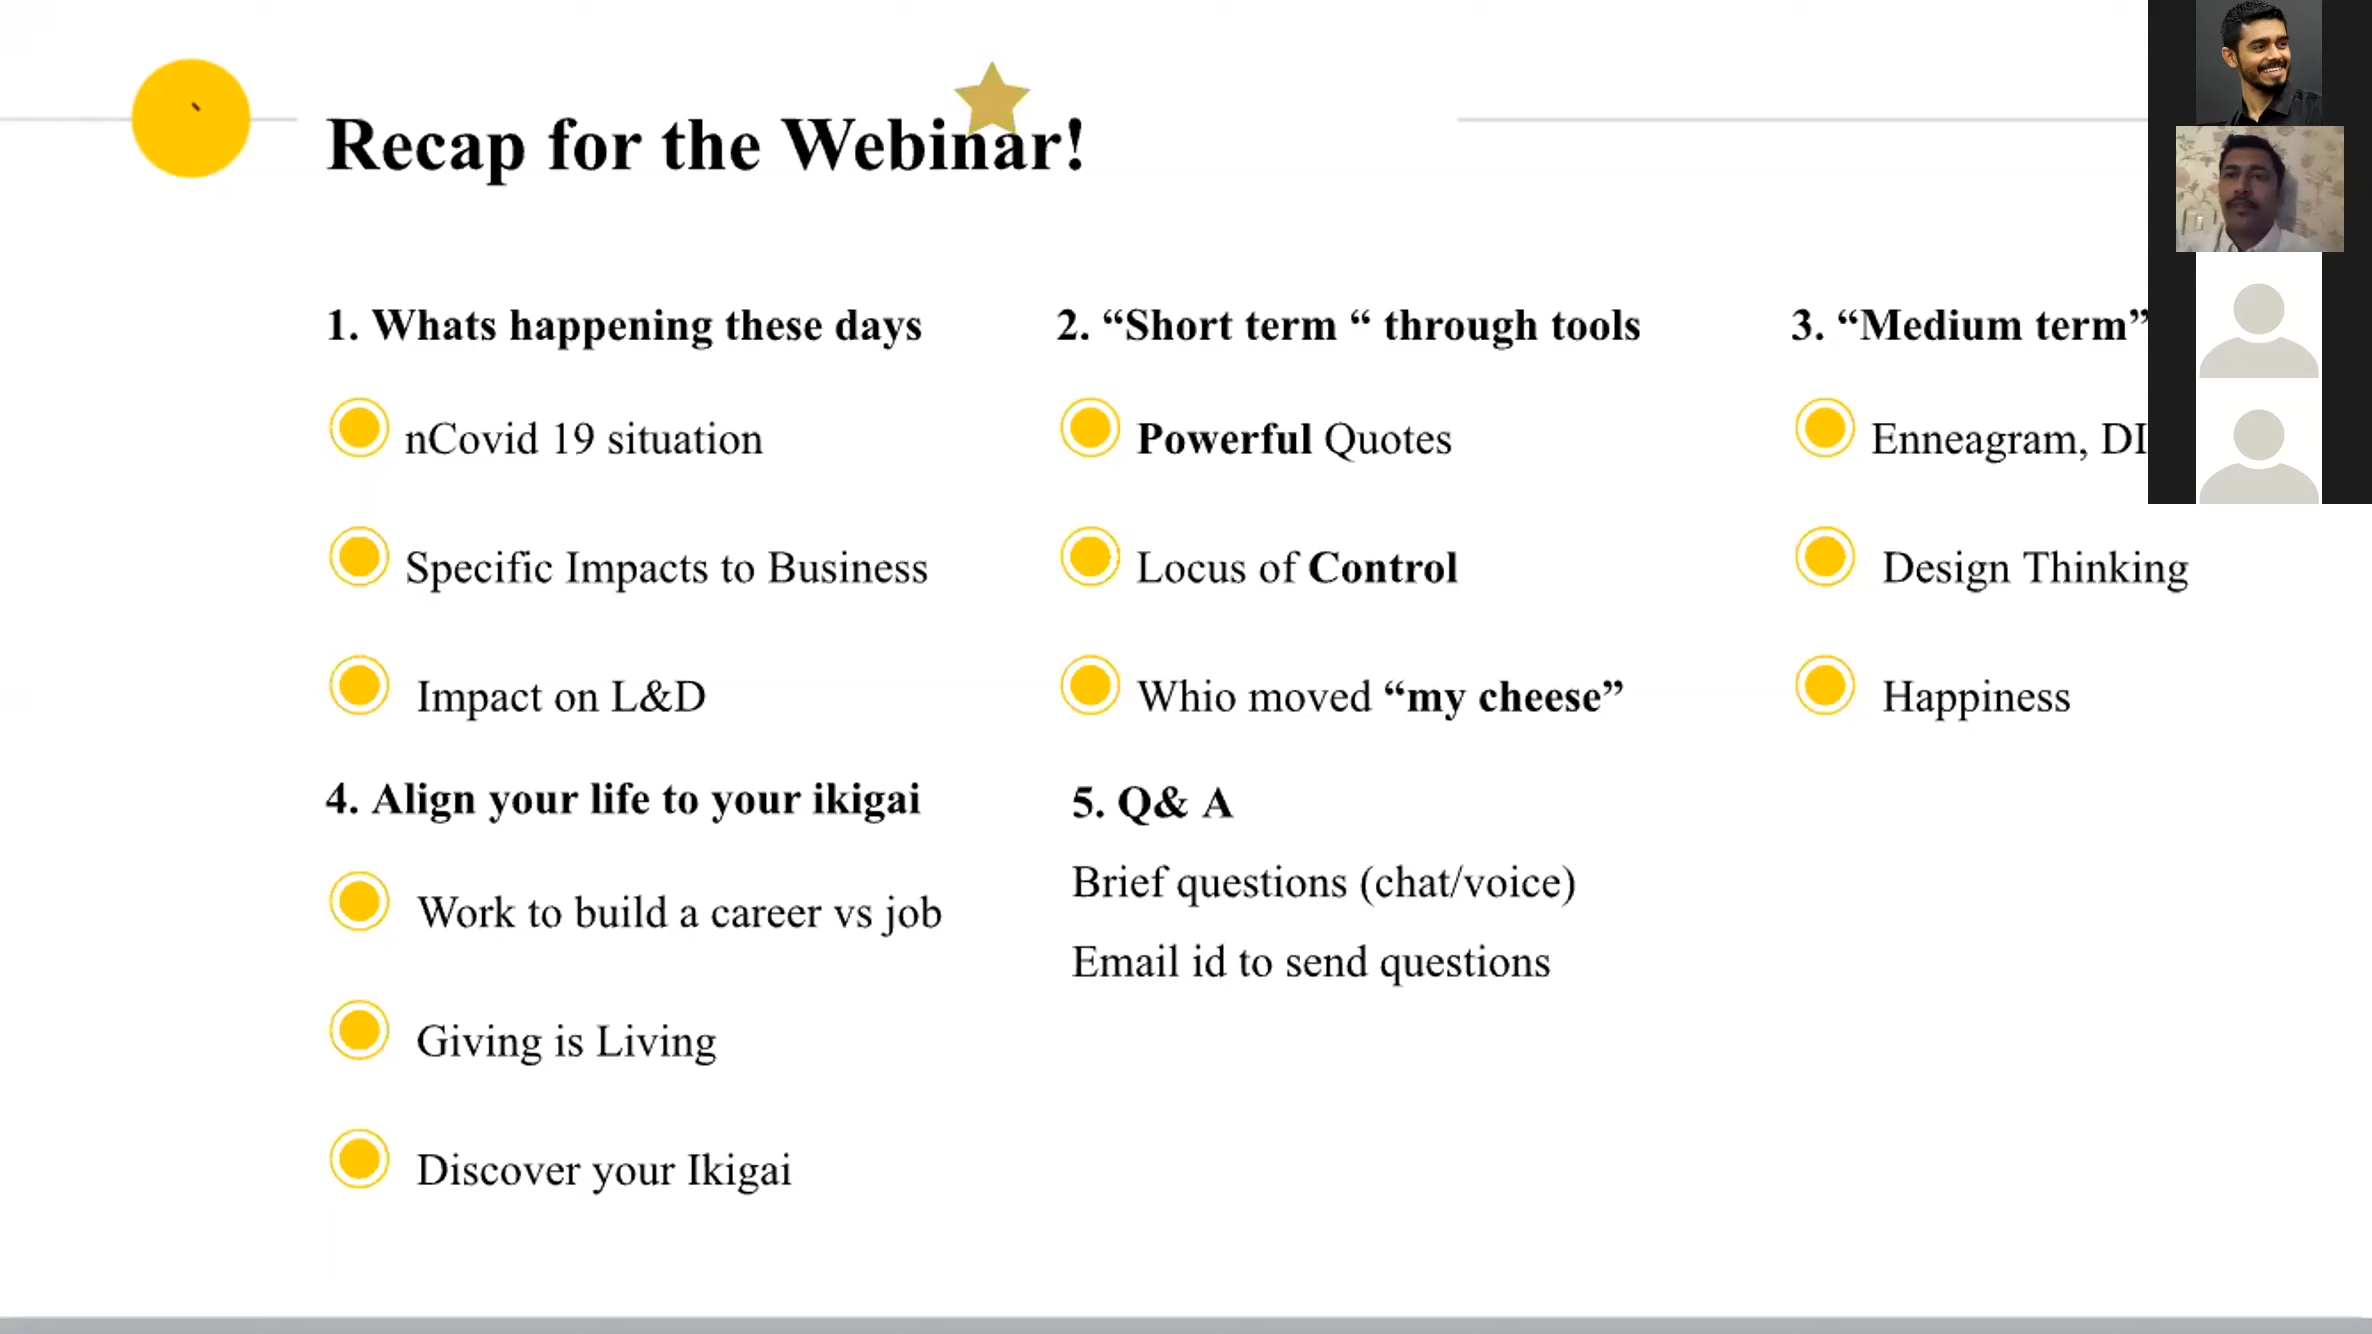 Recap for the Webinar!
1. Whats happening these days
nCovid 19 situation
Specific Impacts to Business
Impact on L&D
2. “Short term “ through tools
Powerful Quotes
Locus of Control
Whio moved “my cheese”
3. “Medium term”
Enneagram,
Design Thinking
Happiness
4. Align your life to your ikigai
Work to build a career vs job
Giving is Living
Discover your Ikigai
5. Q& A
Brief questions (chat/voice)
Email id to send questions